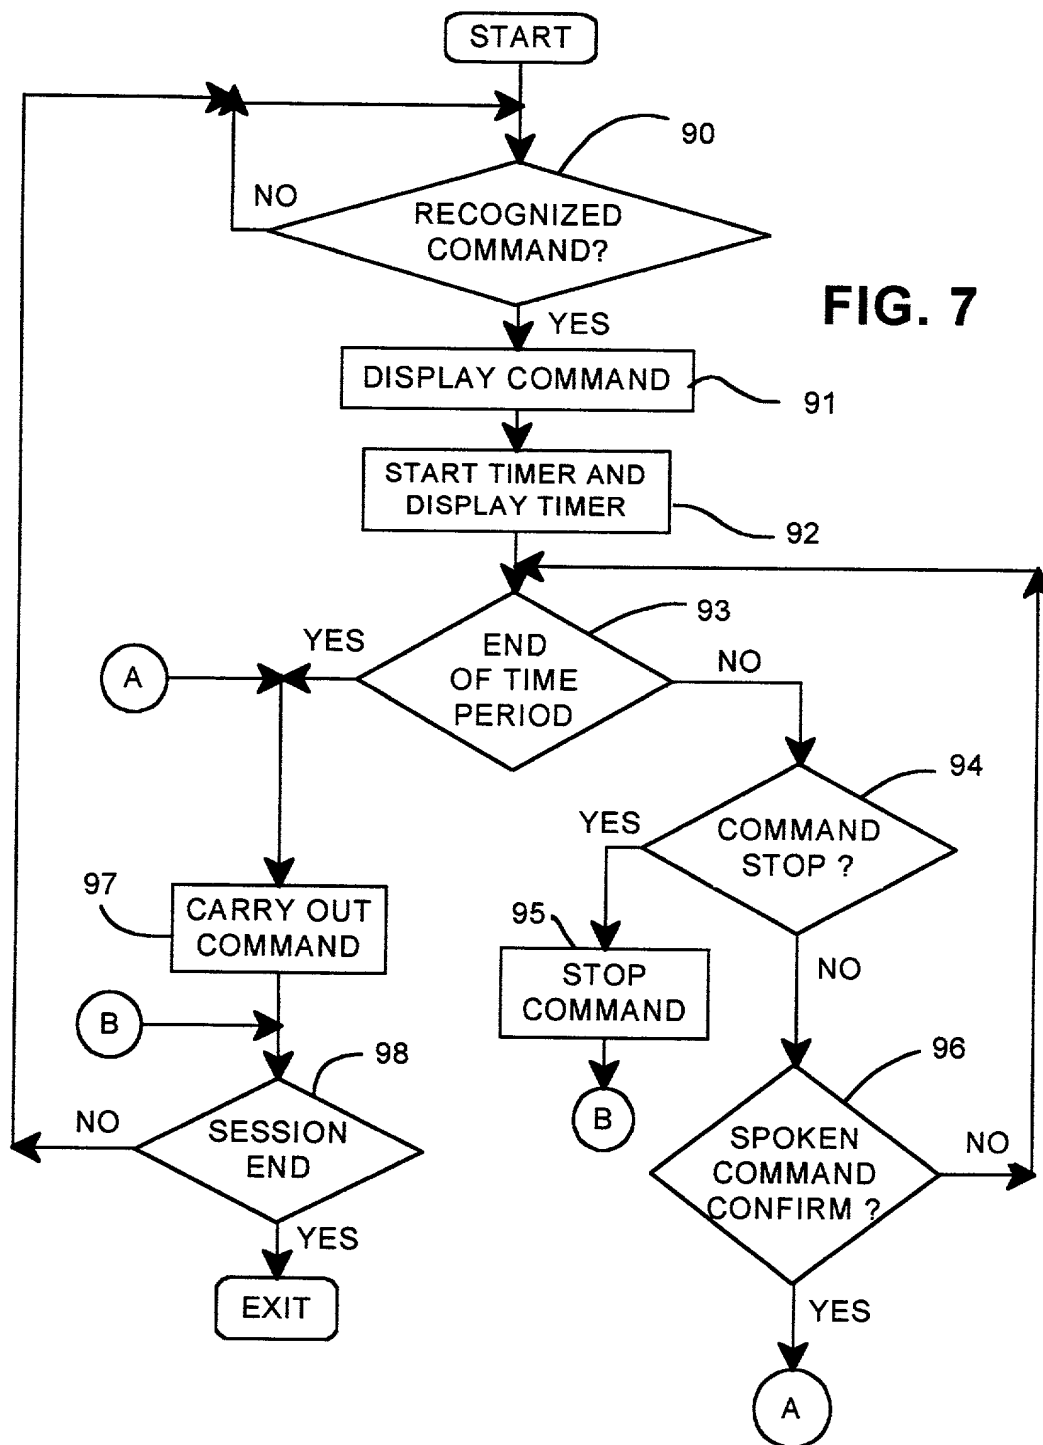 START
90
NO
RECOGNIZED
COMMAND?
FIG. 7
YES
DISPLAY COMMAND
91
START TIMER AND
DISPLAY TIMER
92
93
YES
END
OF TIME
PERIOD
NO
A
94
YES
COMMAND
STOP ?
97
CARRY OUT
COMMAND
95
STOP
COMMAND
NO
B
98
96
NO
SESSION
END
B
SPOKEN
COMMAND
CONFIRM ?
NO
YES
EXIT
YES
A